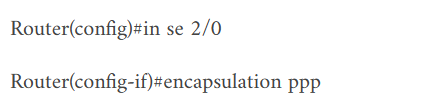 Router(config)#in se 2/0
Router(config-if)#encapsulation ppp